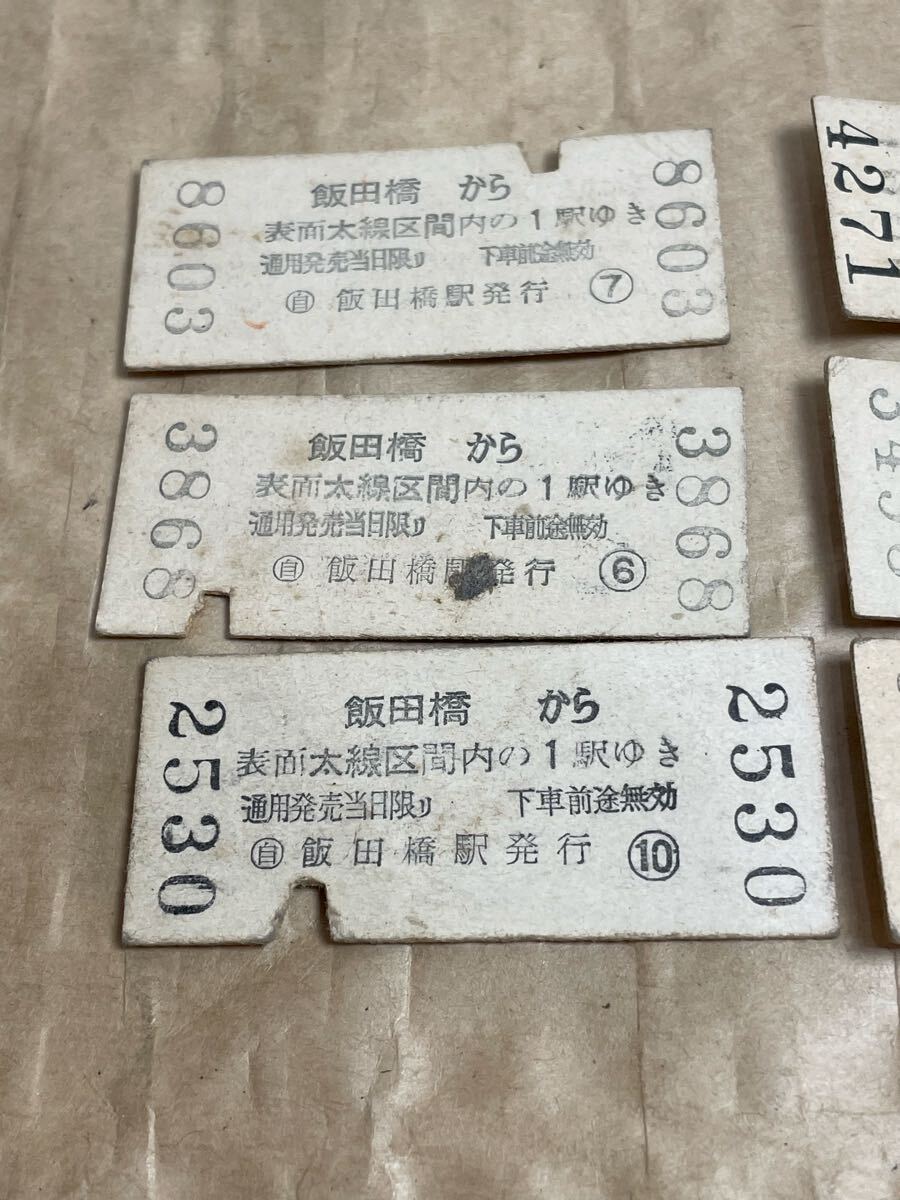 8603
飯田橋 から
表面太線区間内の1駅ゆき
通用発売当日限り 下車前途無効
自 飯田橋駅発行 7
8603
3868
飯田橋 から
表面太線区間内の1駅ゆき
通用発売当日限り 下車前途無効
自 飯田橋駅発行 6
3868
2530
飯田橋 から
表面太線区間内の1駅ゆき
通用発売当日限り 下車前途無効
自 飯田橋駅発行 10
2530
4271